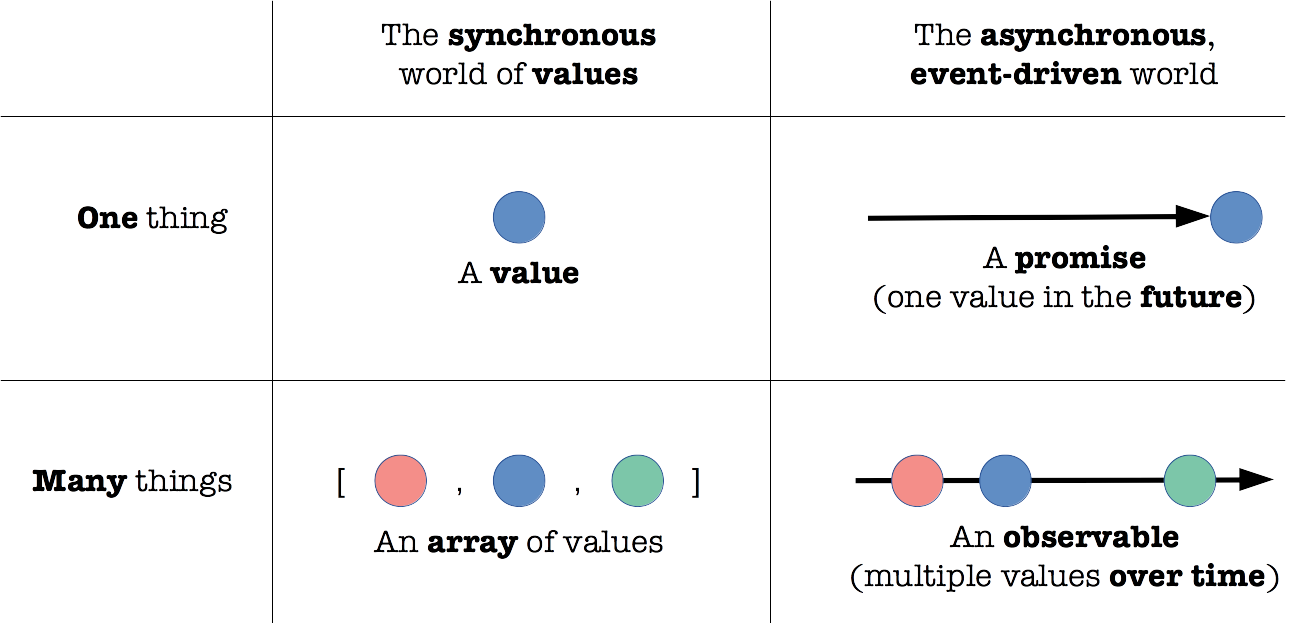 The synchronous
world of values
The asynchronous,
event-driven world
One thing
A value
A promise
(one value in the future)
Many things
[ , , ]
An array of values
An observable
(multiple values over time)